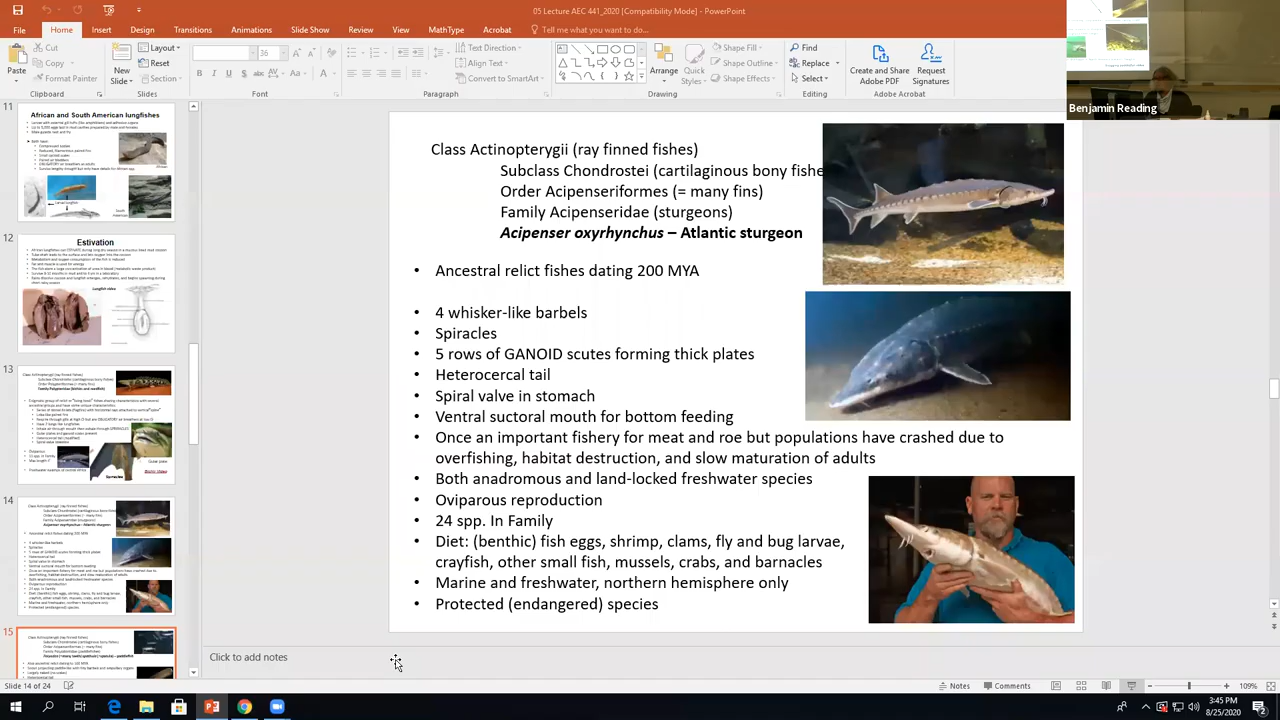 05 Lecture AEC 441_2020 [Compatibility Mode] - PowerPoint
File Home Insert Design Transitions Animations Slide Show Review View MathType Acrobat Tell me what you want to do...
Cut
Copy
Format Painter
Clipboard
New Slide
Layout
Reset
Section
Slides
36
Font
Text Direction
Align Text
Convert to SmartArt
Paragraph
Arrange
Shape Fill
Shape Outline
Shape Effects
Drawing
Find
Replace
Select
Editing
Create and Share Adobe PDF
Request Signatures
Adobe Acrobat
Benjamin Reading
11
African and South American lungfishes
Estivation
14
Class Actinopterygii (ray finned fishes)
Subclass Chondrostei (cartilaginous bony fishe
Order Acipenseriformes (= many fins)
Family Acipenseridae (sturgeons)
Acipenser oxyrhynchus – Atlantic sturgeon
• Ancestral relict fishes dating 200 MYA
• 4 whisker-like barbels
• Spiracles
• 5 rows of GANOID scutes forming thick plates
• Heterocercal tail
• Spiral valve in stomach
• Ventral suctoral mouth for bottom feeding
• Once an important fishery for meat and roe but populations have crashed due to
overfishing, habitat destruction, and slow maturation of adults
• Both anadromous and land-locked freshwater species
• Oviparous reproduction
• 24 spp. in family
• Diet (benthic) fish eggs, shrimp, clams, fly and bug larvae,
crayfish, other small fish, mussels, crabs, and barnacles
• Marine and freshwater, northern hemisphere only
• Protected (endangered) species
add notes
Slide 14 of 24
Notes
Comments
109%
3:45 PM
8/25/2020